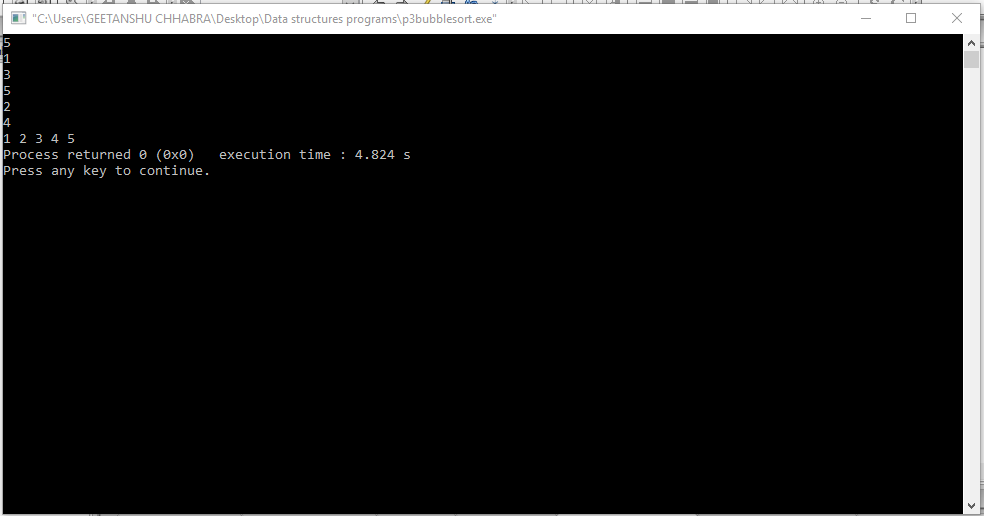 "C:\Users\GEETANSHU CHHABRA\Desktop\Data structures programs\p3bubblesort.exe"
5
1
3
5
2
4
1 2 3 4 5
Process returned 0 (0x0)   execution time : 4.824 s
Press any key to continue.